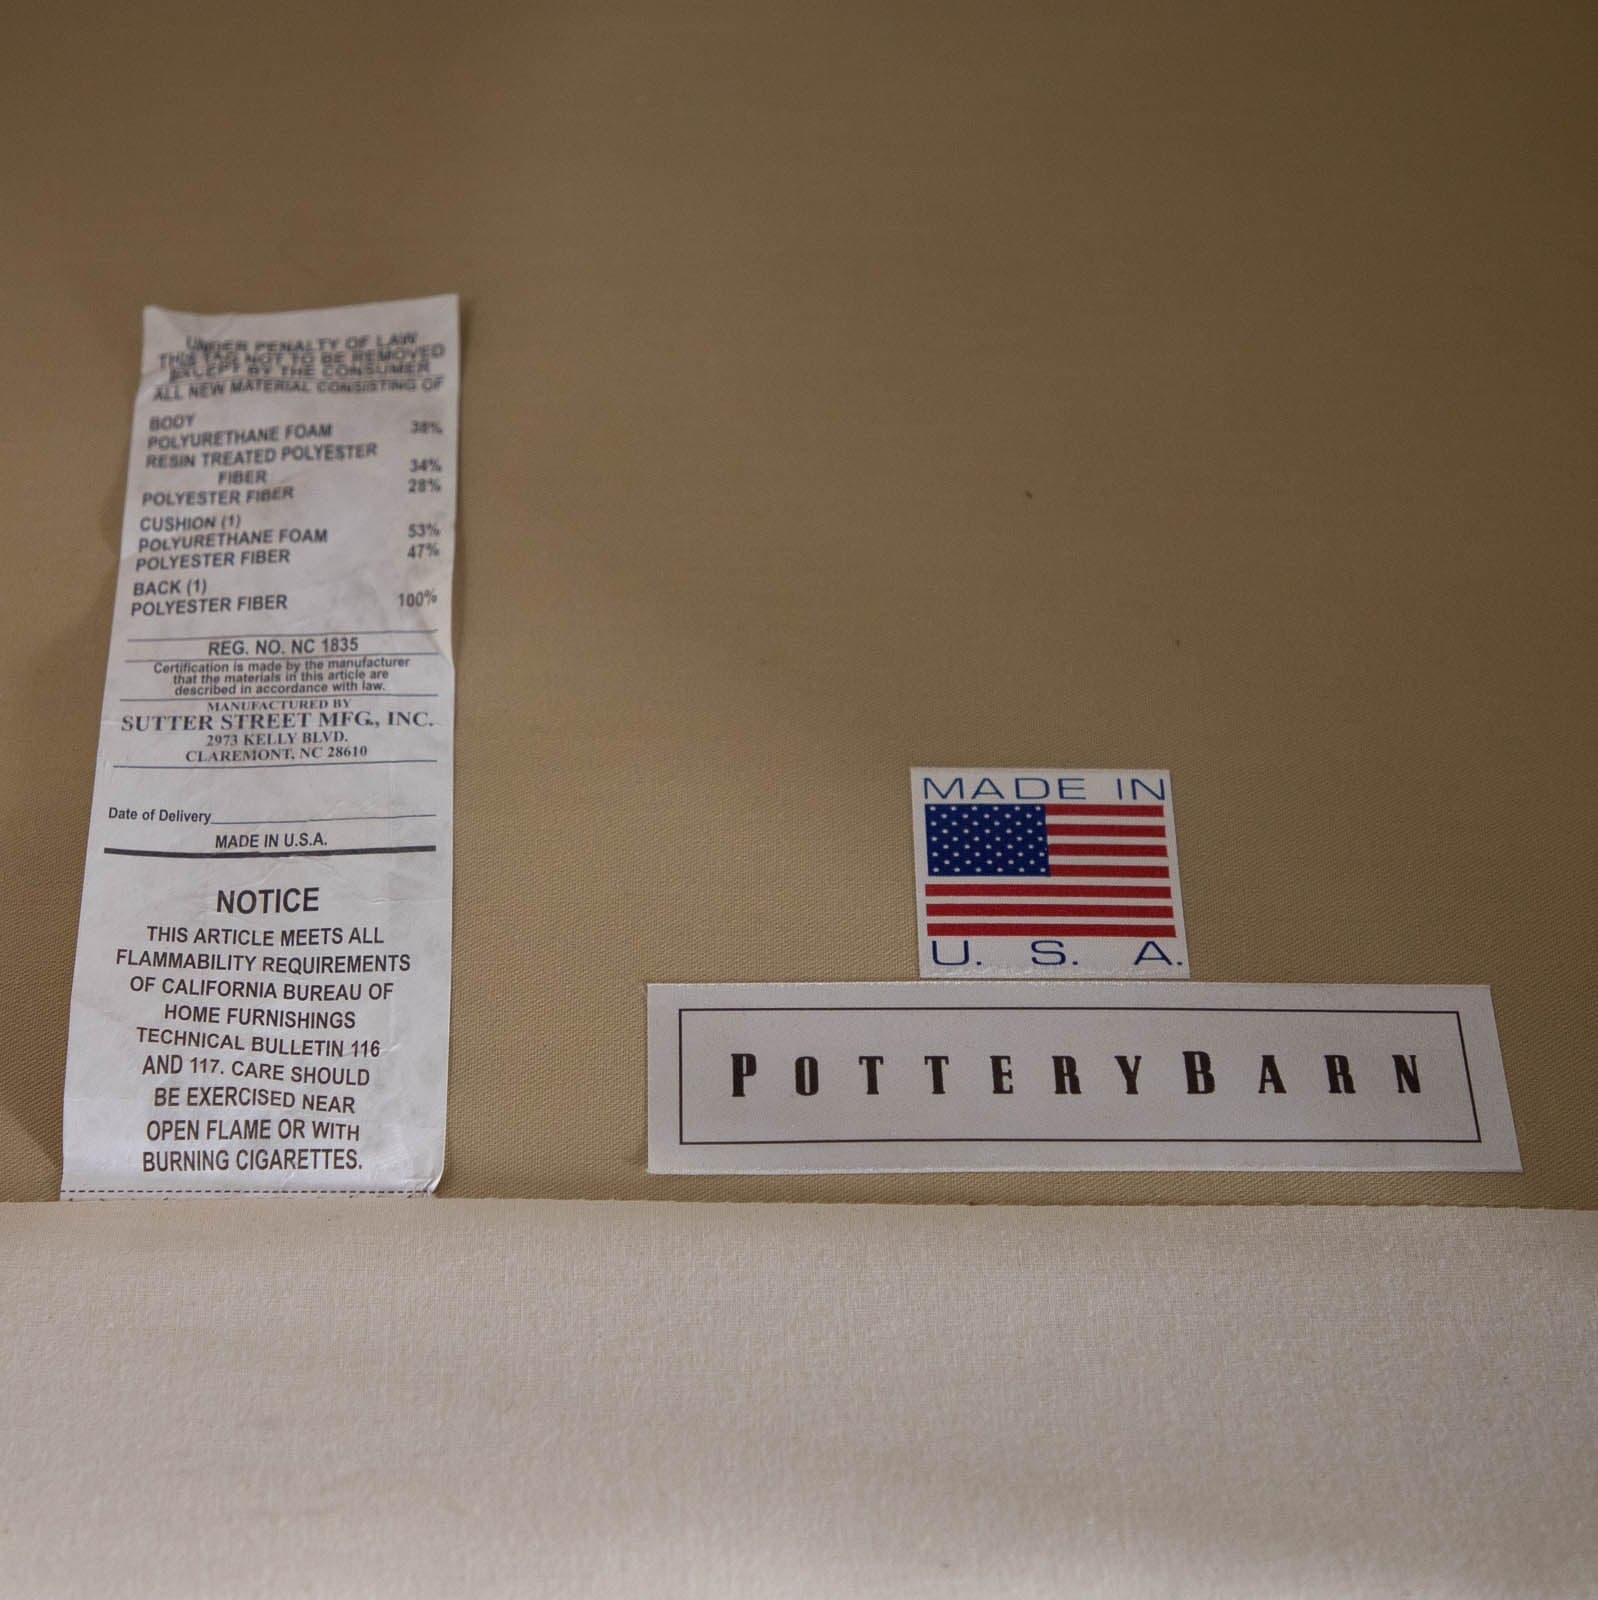 UNDER PENALTY OF LAW
THIS TAG NOT TO BE REMOVED
EXCEPT BY THE CONSUMER
ALL NEW MATERIAL CONSISTING OF
BODY
POLYURETHANE FOAM 38%
RESIN TREATED POLYESTER
FIBER 34%
POLYESTER FIBER 28%
CUSHION (1)
POLYURETHANE FOAM 53%
POLYESTER FIBER 47%
BACK (1)
POLYESTER FIBER 100%
REG. NO. NC 1835
Certification is made by the manufacturer
that the materials in this article are
described in accordance with law.
MANUFACTURED BY
SUTTER STREET MFG., INC.
2973 KELLY BLVD.
CLAREMONT, NC 28610
Date of Delivery
MADE IN U.S.A.
NOTICE
THIS ARTICLE MEETS ALL
FLAMMABILITY REQUIREMENTS
OF CALIFORNIA BUREAU OF
HOME FURNISHINGS
TECHNICAL BULLETIN 116
AND 117. CARE SHOULD
BE EXERCISED NEAR
OPEN FLAME OR WITH
BURNING CIGARETTES.
MADE IN
U. S. A.
POTTERYBARN